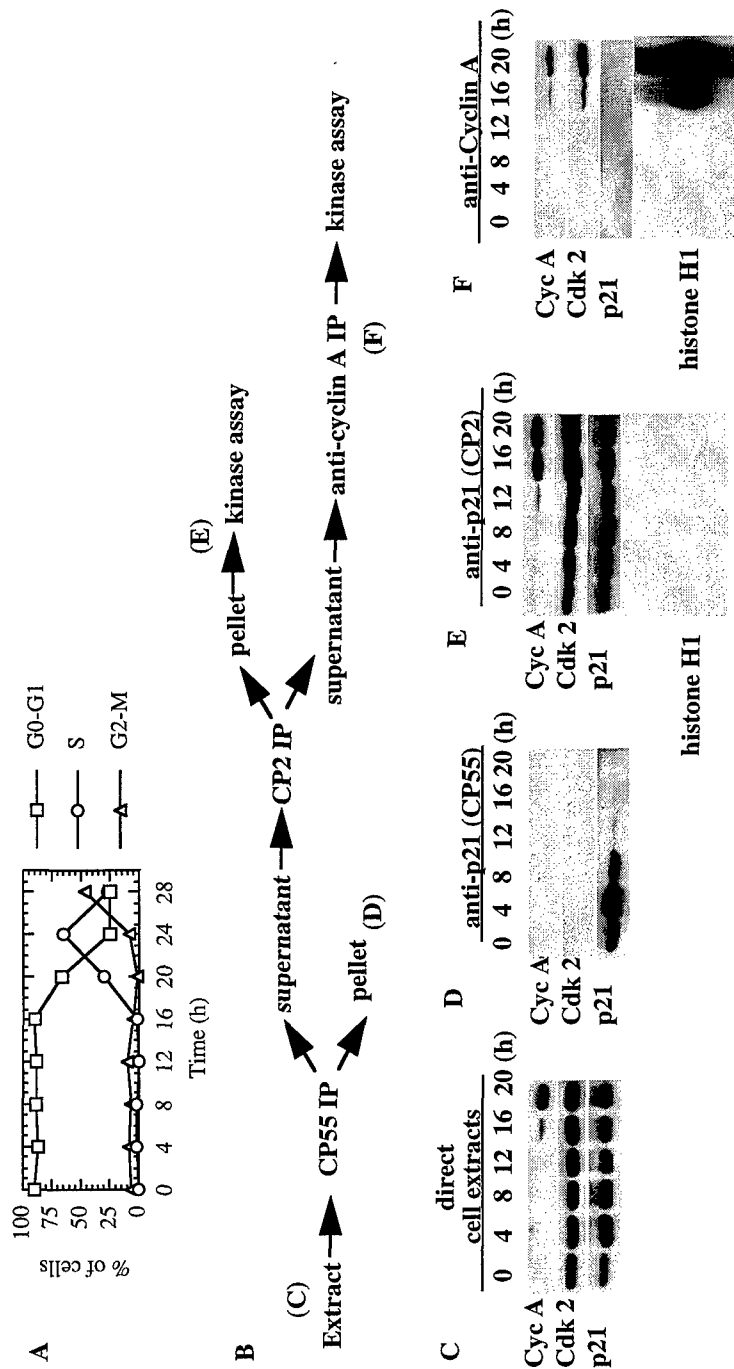 A
% of cells
100
75
50
25
0
0 4 8 12 16 20 24 28
Time (h)
G0-G1
S
G2-M
B
(C)
Extract
CP55 IP
supernatant
pellet
(D)
CP2 IP
pellet
(E)
kinase assay
supernatant
anti-cyclin A IP
(F)
kinase assay
C
direct
cell extracts
0 4 8 12 16 20 (h)
Cyc A
Cdk 2
p21
D
anti-p21 (CP55)
0 4 8 12 16 20 (h)
Cyc A
Cdk 2
p21
E
anti-p21 (CP2)
0 4 8 12 16 20 (h)
Cyc A
Cdk 2
p21
histone H1
F
anti-Cyclin A
0 4 8 12 16 20 (h)
Cyc A
Cdk 2
p21
histone H1